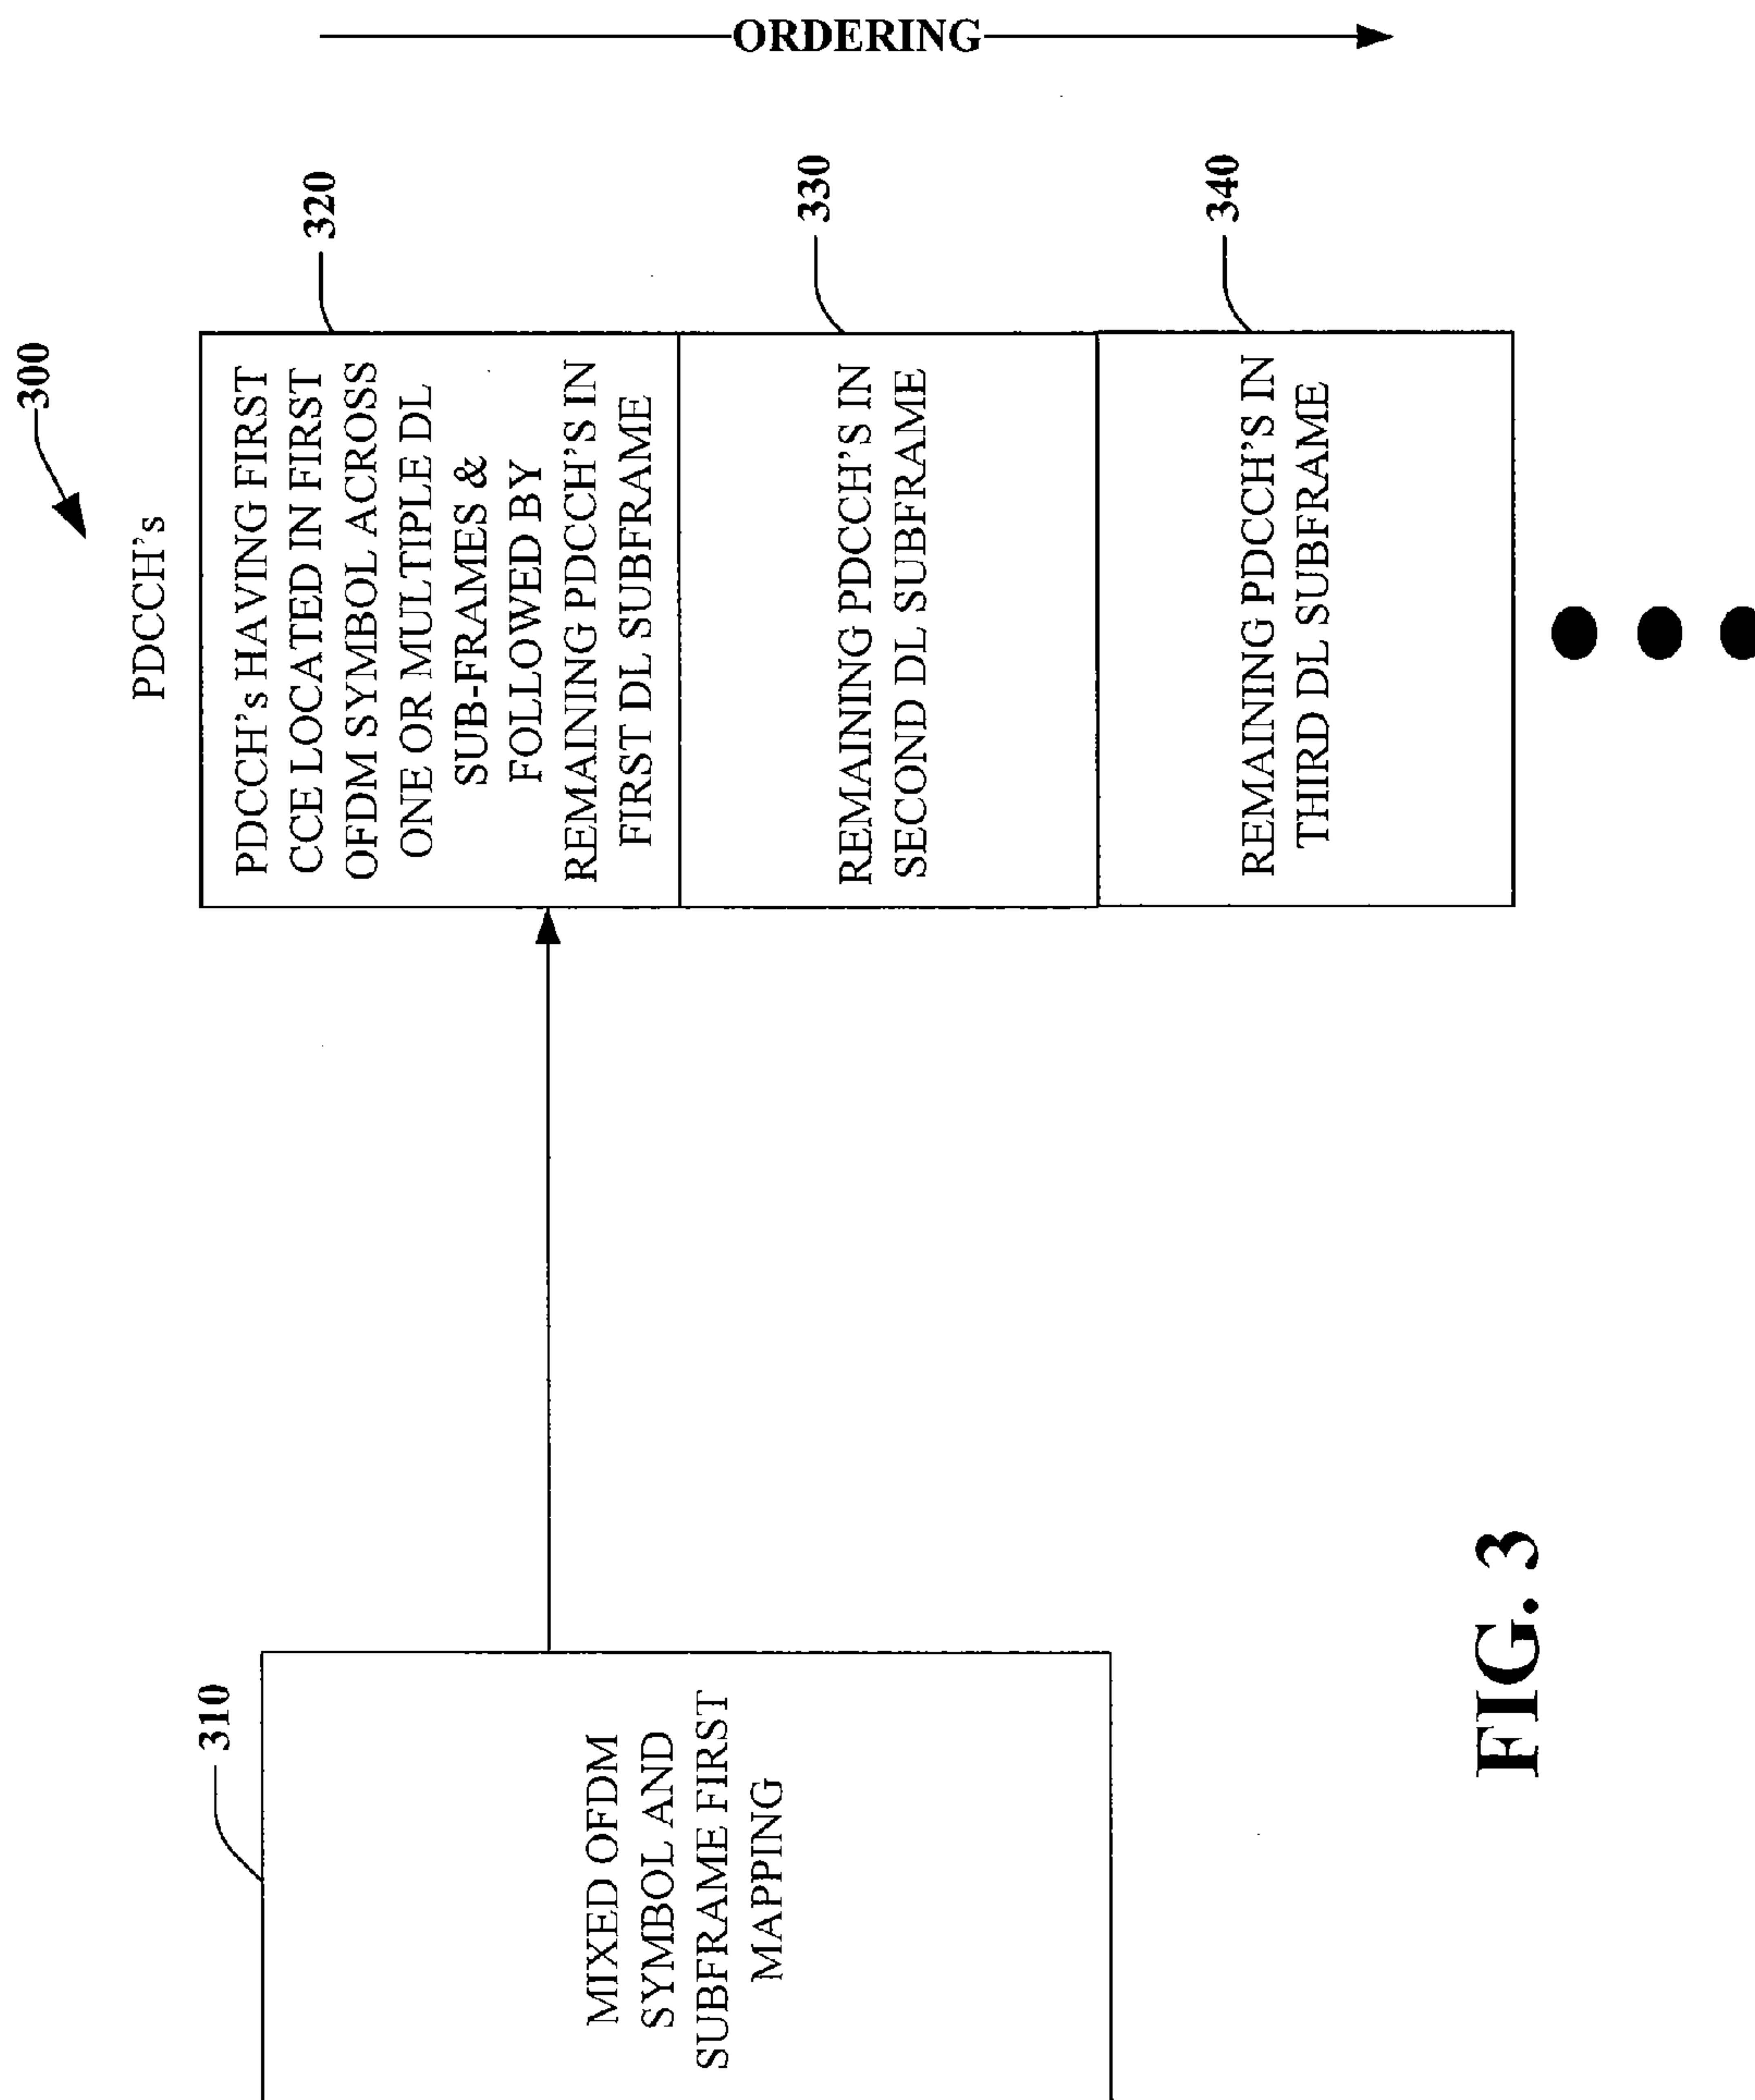 300
PDCCH's
310
MIXED OFDM
SYMBOL AND
SUBFRAME FIRST
MAPPING
PDCCH's HAVING FIRST
CCE LOCATED IN FIRST
OFDM SYMBOL ACROSS
ONE OR MULTIPLE DL
SUB-FRAMES &
FOLLOWED BY
REMAINING PDCCH'S IN
FIRST DL SUBFRAME
320
REMAINING PDCCH'S IN
SECOND DL SUBFRAME
330
REMAINING PDCCH'S IN
THIRD DL SUBFRAME
340
ORDERING
FIG. 3